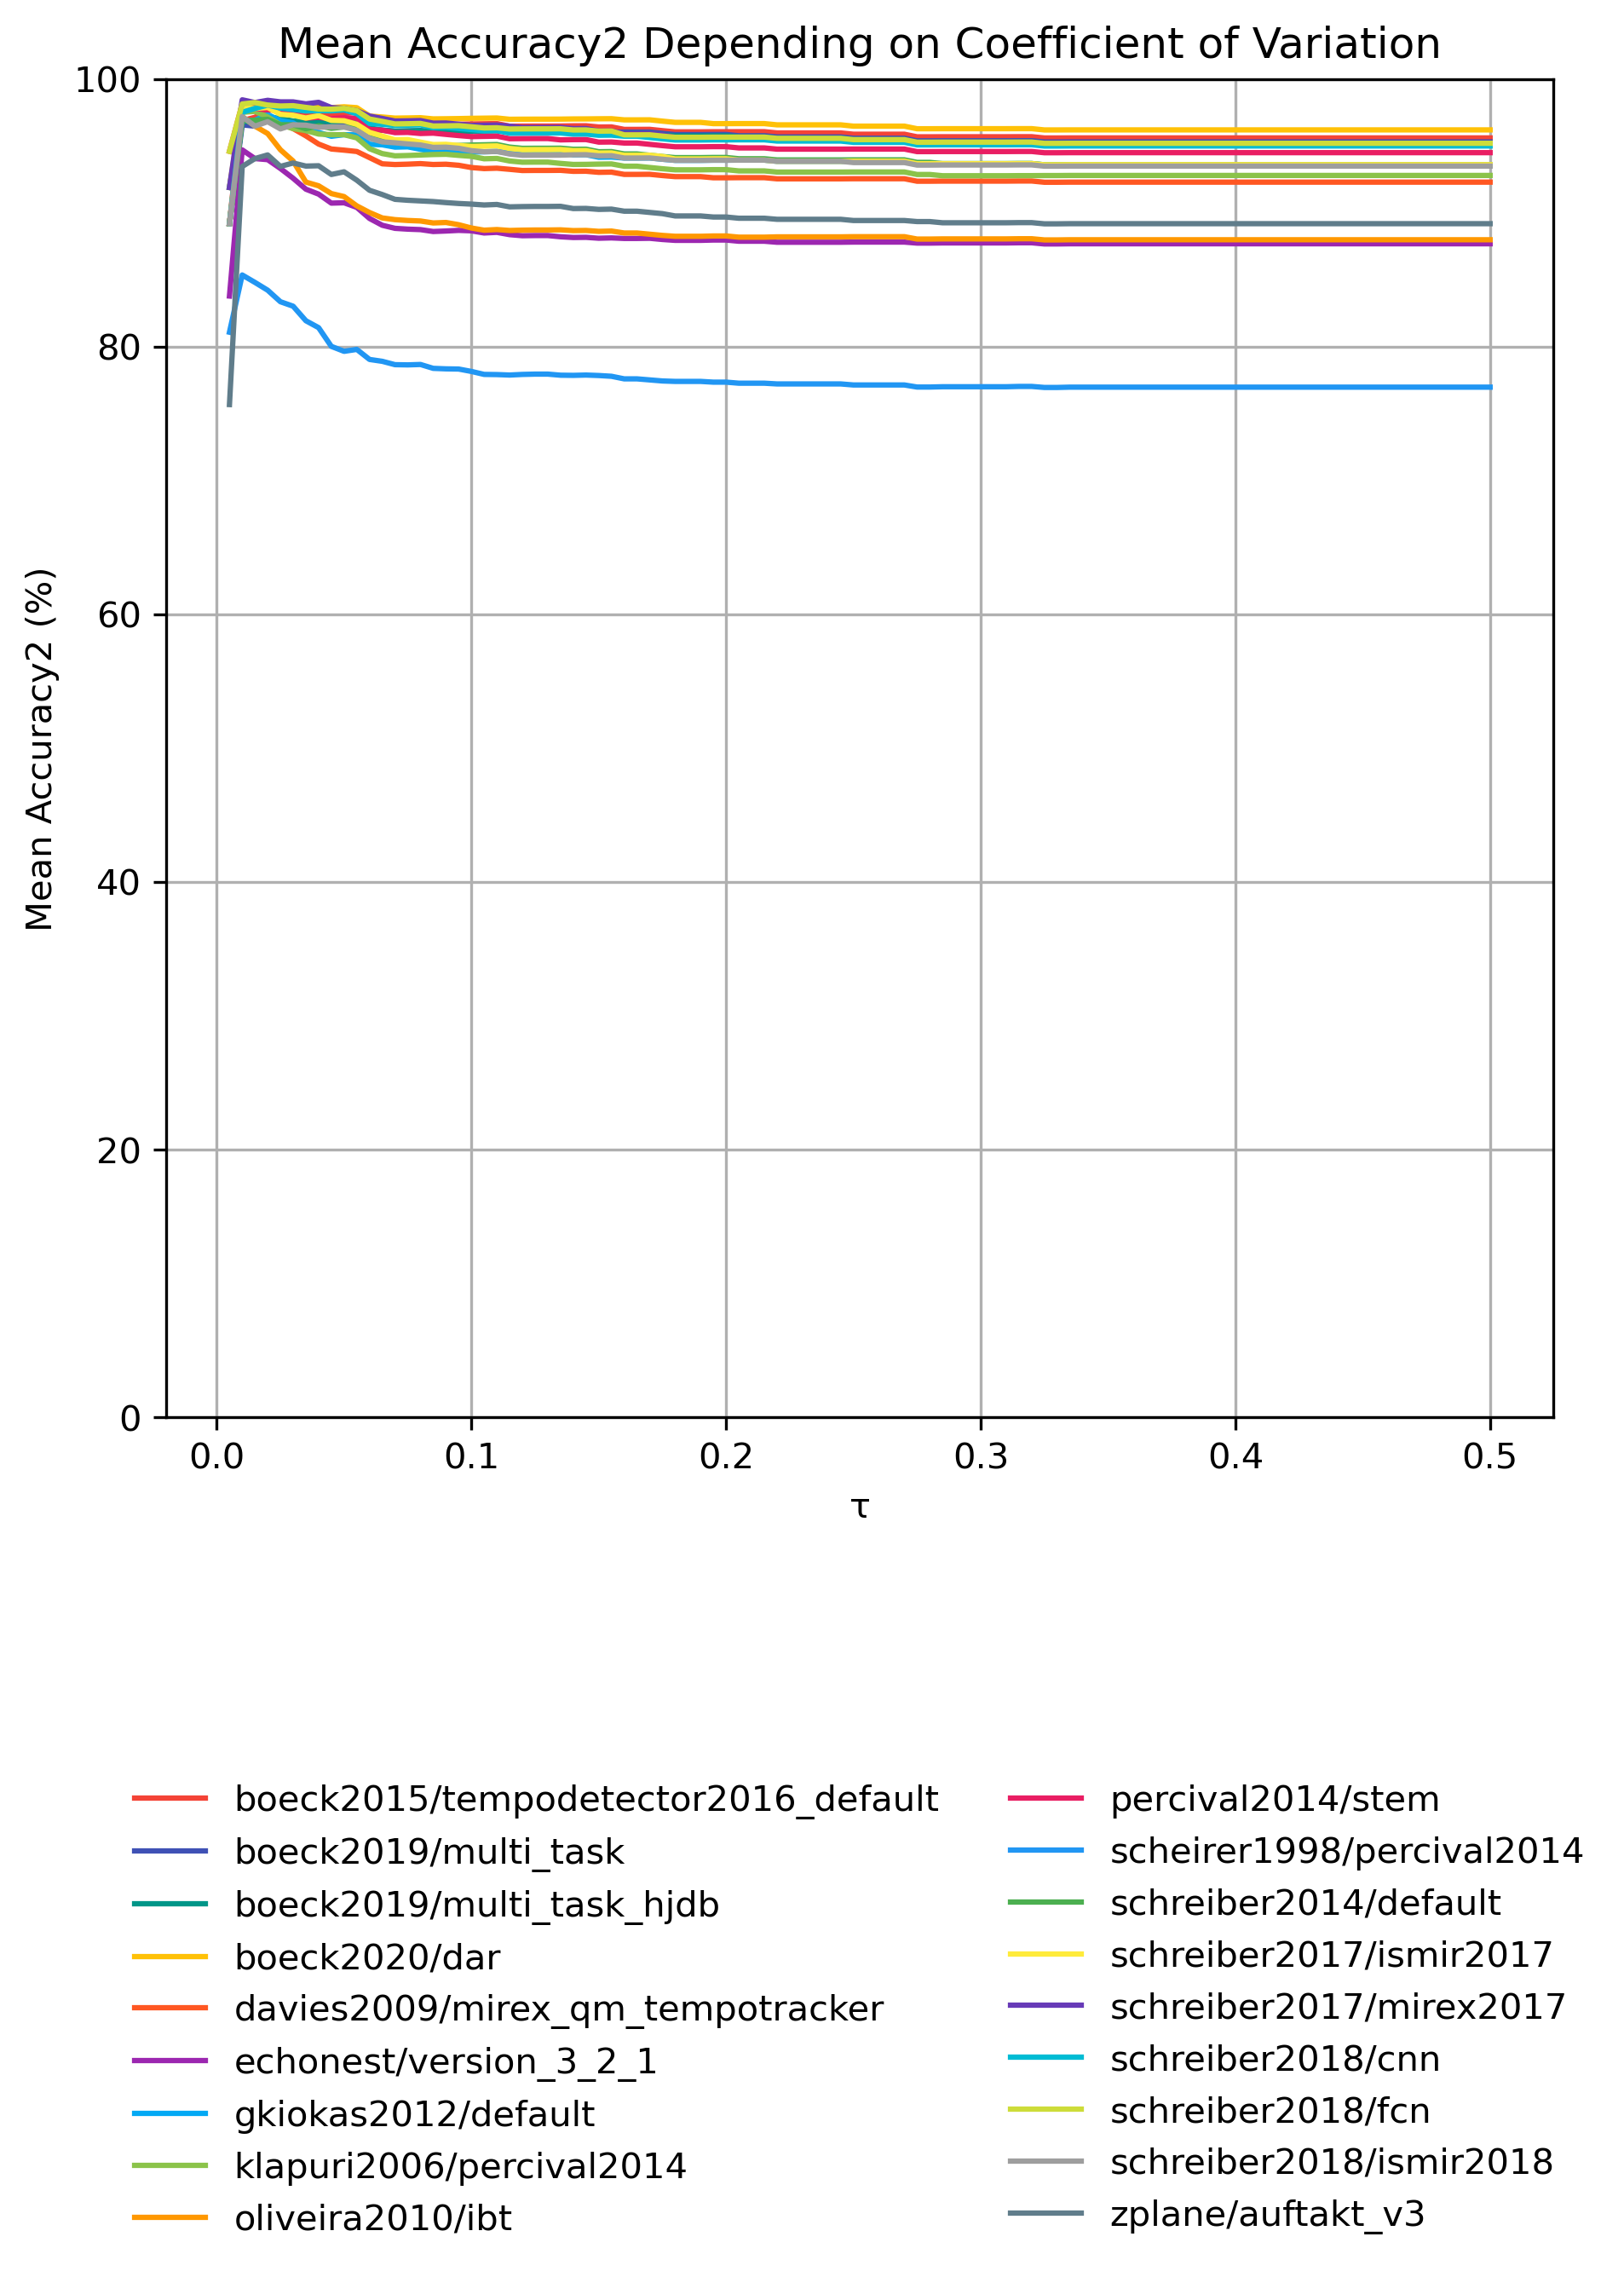 Mean Accuracy2 Depending on Coefficient of Variation
Mean Accuracy2 (%)
100
80
60
40
20
0
0.0 0.1 0.2 0.3 0.4 0.5
τ
boeck2015/tempodetector2016_default
boeck2019/multi_task
boeck2019/multi_task_hjdb
boeck2020/dar
davies2009/mirex_qm_tempotracker
echonest/version_3_2_1
gkiokas2012/default
klapuri2006/percival2014
oliveira2010/ibt
percival2014/stem
scheirer1998/percival2014
schreiber2014/default
schreiber2017/ismir2017
schreiber2017/mirex2017
schreiber2018/cnn
schreiber2018/fcn
schreiber2018/ismir2018
zplane/auftakt_v3